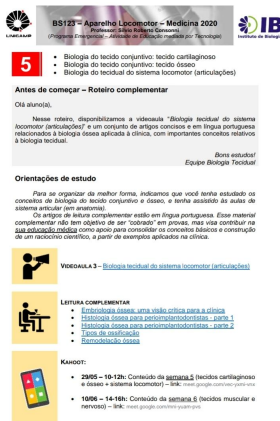 BS123 – Aparelho Locomotor – Medicina 2020
Professor: Silvio Roberto Consonni
(Programa Emergencial – Atividade de Educação mediada por Tecnologia)
UNICAMP
IB
Instituto de Biologia
5
• Biologia do tecido conjuntivo: tecido cartilaginoso
• Biologia do tecido conjuntivo: tecido ósseo
• Biologia do tecidual do sistema locomotor (articulações)
Antes de começar – Roteiro complementar
Olá aluno(a),
Nesse roteiro, disponibilizamos a videoaula "Biologia tecidual do sistema
locomotor (articulações)" e um conjunto de artigos concisos e em língua portuguesa
relacionados à biologia óssea aplicada à clínica, com importantes conceitos relativos
à biologia tecidual.
Bons estudos!
Equipe Biologia Tecidual
Orientações de estudo
Para se organizar da melhor forma, indicamos que você tenha estudado os
conceitos de biologia do tecido conjuntivo e ósseo, e tenha assistido às aulas de
sistema articular (em anatomia).
Os artigos de leitura complementar estão em língua portuguesa. Esse material
complementar não tem objetivo de ser "cobrado" em provas, mas visa contribuir na
sua educação médica como apoio para consolidar os conceitos básicos e construção
de um raciocínio científico, a partir de exemplos aplicados na clínica.
VIDEOAULA 3 – Biologia tecidual do sistema locomotor (articulações)
LEITURA COMPLEMENTAR
• Embriologia óssea: uma visão crítica para a clínica
• Histologia óssea para perioimplantodontistas - parte 1
• Histologia óssea para perioimplantodontistas - parte 2
• Tipos de ossificação
• Remodelação óssea
KAHOOT:
• 29/05 – 10-12h: Conteúdo da semana 5 (tecidos cartilaginoso
e ósseo + sistema locomotor) – link:
• 10/06 – 14-16h: Conteúdo da semana 6 (tecidos muscular e
nervoso) – link: